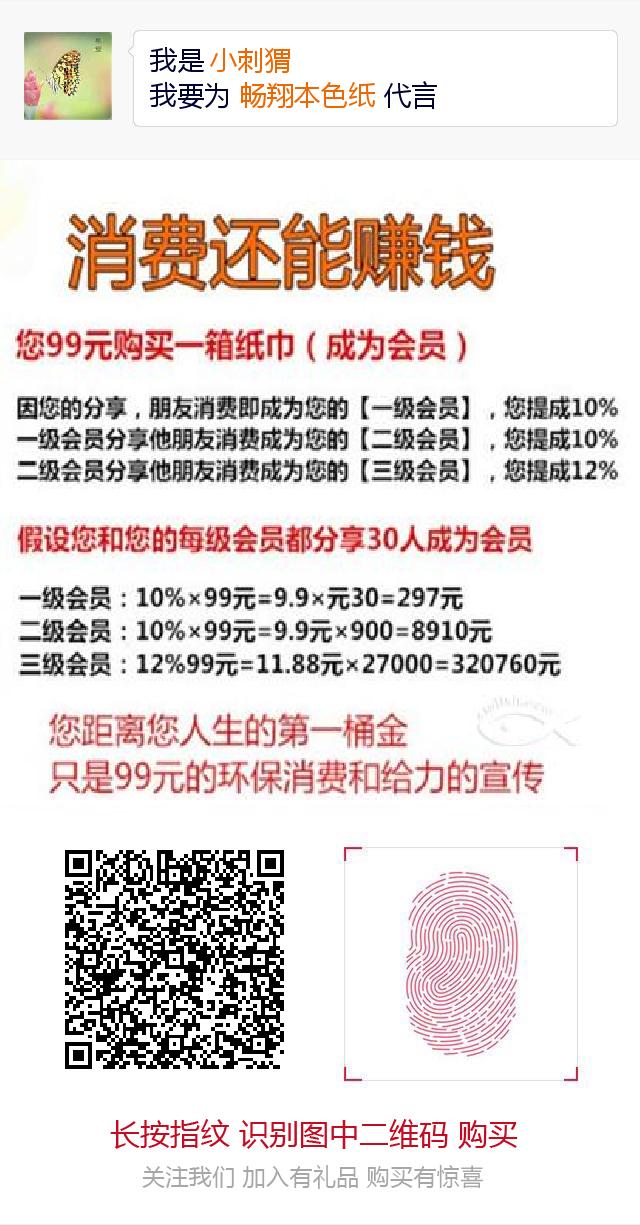 我是 小刺猬
我要为 畅翔本色纸 代言
消费还能赚钱
您99元购买一箱纸巾（成为会员）
因您的分享，朋友消费即成为您的【一级会员】，您提成10%
一级会员分享他朋友消费成为您的【二级会员】，您提成10%
二级会员分享他朋友消费成为您的【三级会员】，您提成12%
假设您和您的每级会员都分享30人成为会员
一级会员：10%×99元=9.9×元30=297元
二级会员：10%×99元=9.9元×900=8910元
三级会员：12%99元=11.88元×27000=320760元
您距离您人生的第一桶金
只是99元的环保消费和给力的宣传
长按指纹 识别图中二维码 购买
关注我们 加入有礼品 购买有惊喜